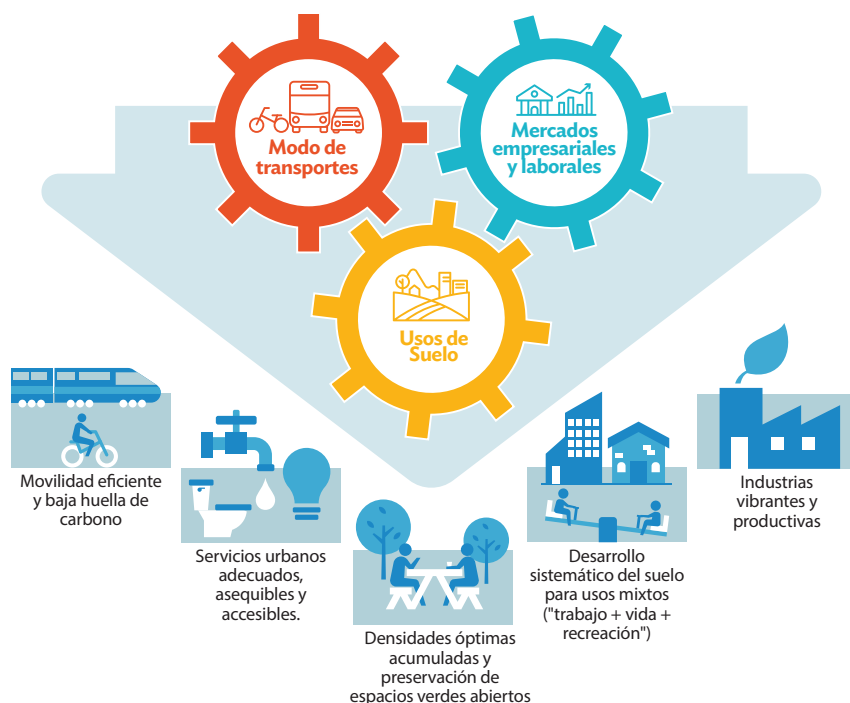 Modo de
transportes
Mercados
empresariales
y laborales
Usos de
Suelo
Movilidad eficiente
y baja huella de
carbono
Servicios urbanos
adecuados,
asequibles y
accesibles.
Densidades óptimas
acumuladas y
preservación de
espacios verdes abiertos
Desarrollo
sistemático del suelo
para usos mixtos
("trabajo + vida +
recreación")
Industrias
vibrantes y
productivas